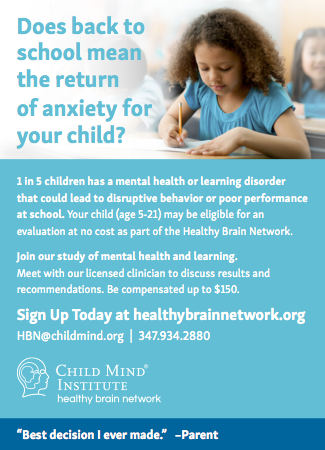 Does back to
school mean
the return
of anxiety for
your child?
1 in 5 children has a mental health or learning disorder
that could lead to disruptive behavior or poor performance
at school. Your child (age 5-21) may be eligible for an
evaluation at no cost as part of the Healthy Brain Network.
Join our study of mental health and learning.
Meet with our licensed clinician to discuss results and
recommendations. Be compensated up to $150.
Sign Up Today at healthybrainnetwork.org
HBN@childmind.org | 347.934.2880
CHILD MIND®
INSTITUTE
healthy brain network
“Best decision I ever made.” –Parent